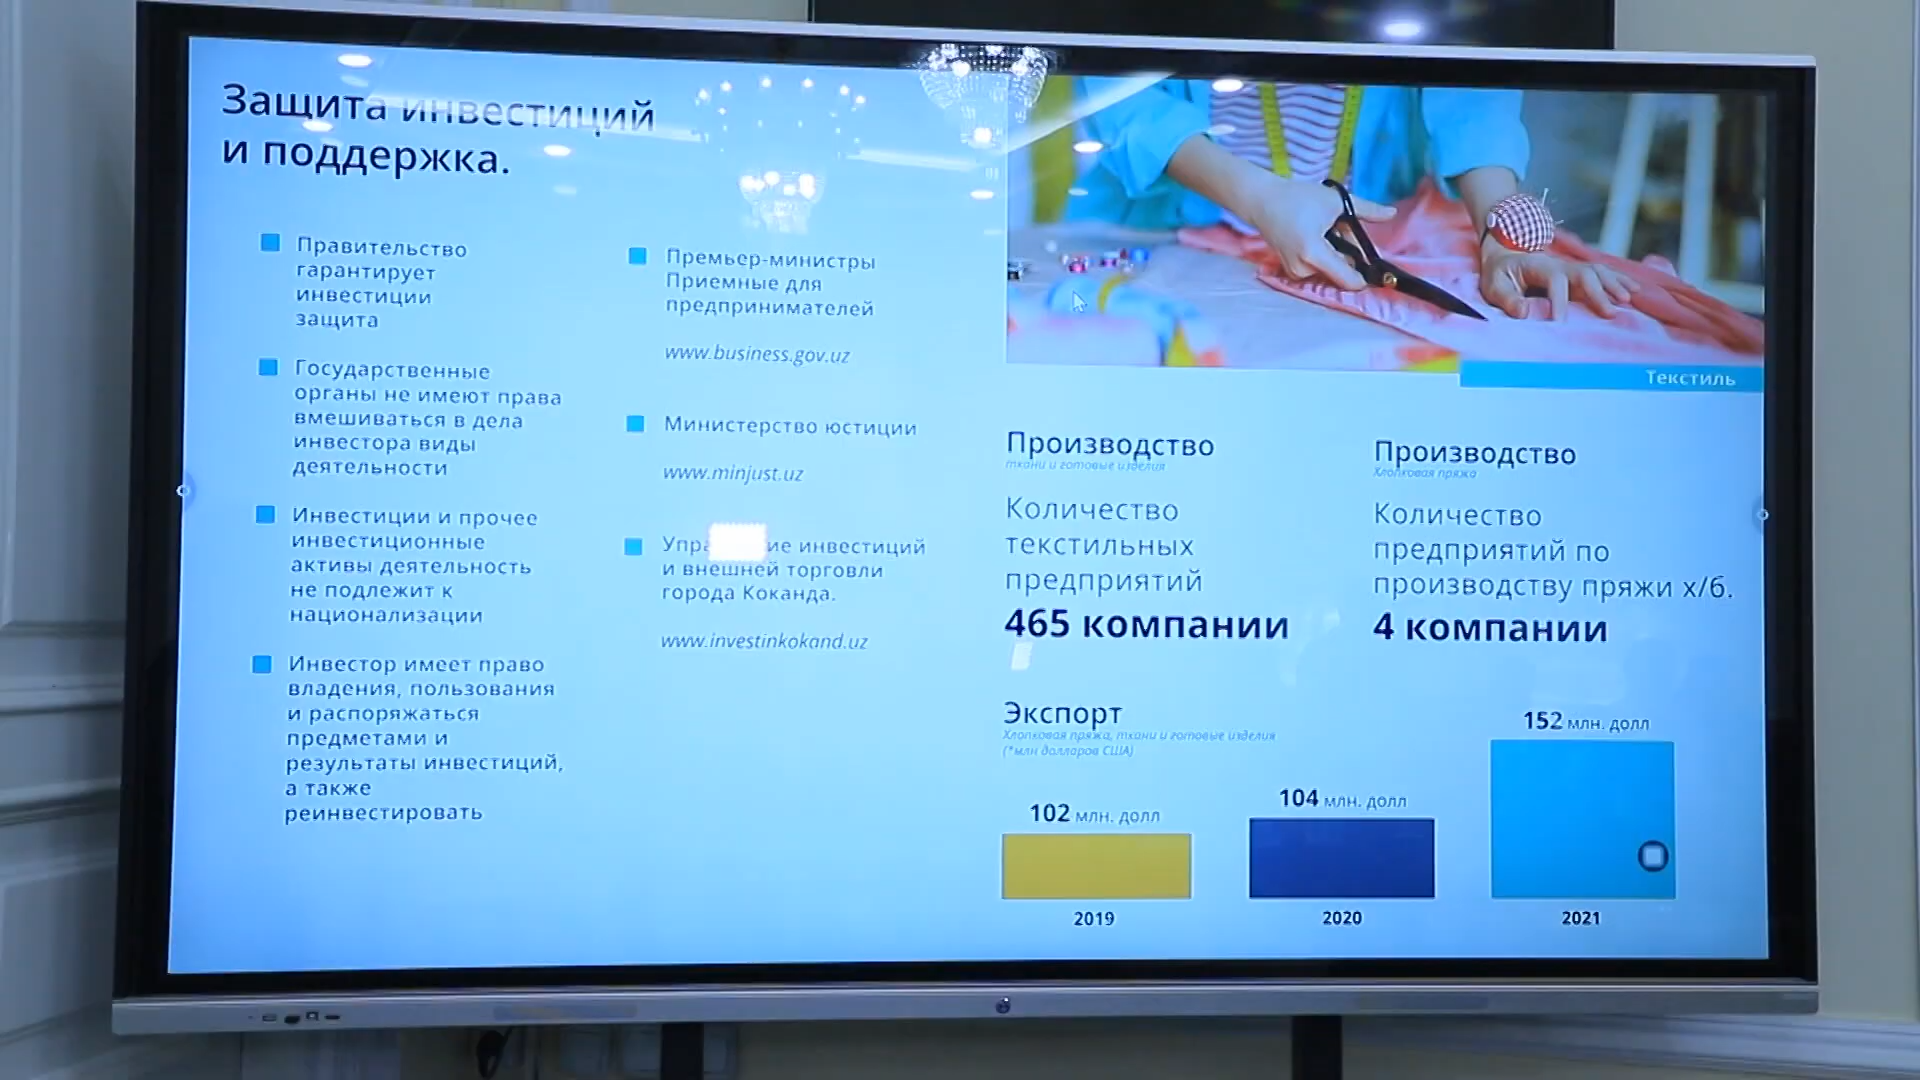 Защита инвестиций
и поддержка.
Правительство
гарантирует
инвестиции
защита
Государственные
органы не имеют права
вмешиваться в дела
инвестора виды
деятельности
Инвестиции и прочее
инвестиционные
активы деятельность
не подлежит к
национализации
Инвестор имеет право
владения, пользования
и распоряжаться
предметами и
результаты инвестиций,
а также
реинвестировать
Премьер-министры
Приемные для
предпринимателей
www.business.gov.uz
Министерство юстиции
www.minjust.uz
инвестиций
и внешней торговли
города Коканда.
www.investinkokand.uz
Текстиль
Производство
ткани и готовые изделия
Количество
текстильных
предприятий
465 компании
Производство
Хлопковая пряжа
Количество
предприятий по
производству пряжи х/б.
4 компании
Экспорт
Хлопковая пряжа, ткани и готовые изделия
(*млн долларов США)
102 млн. долл
104 млн. долл
152 млн. долл
2019
2020
2021